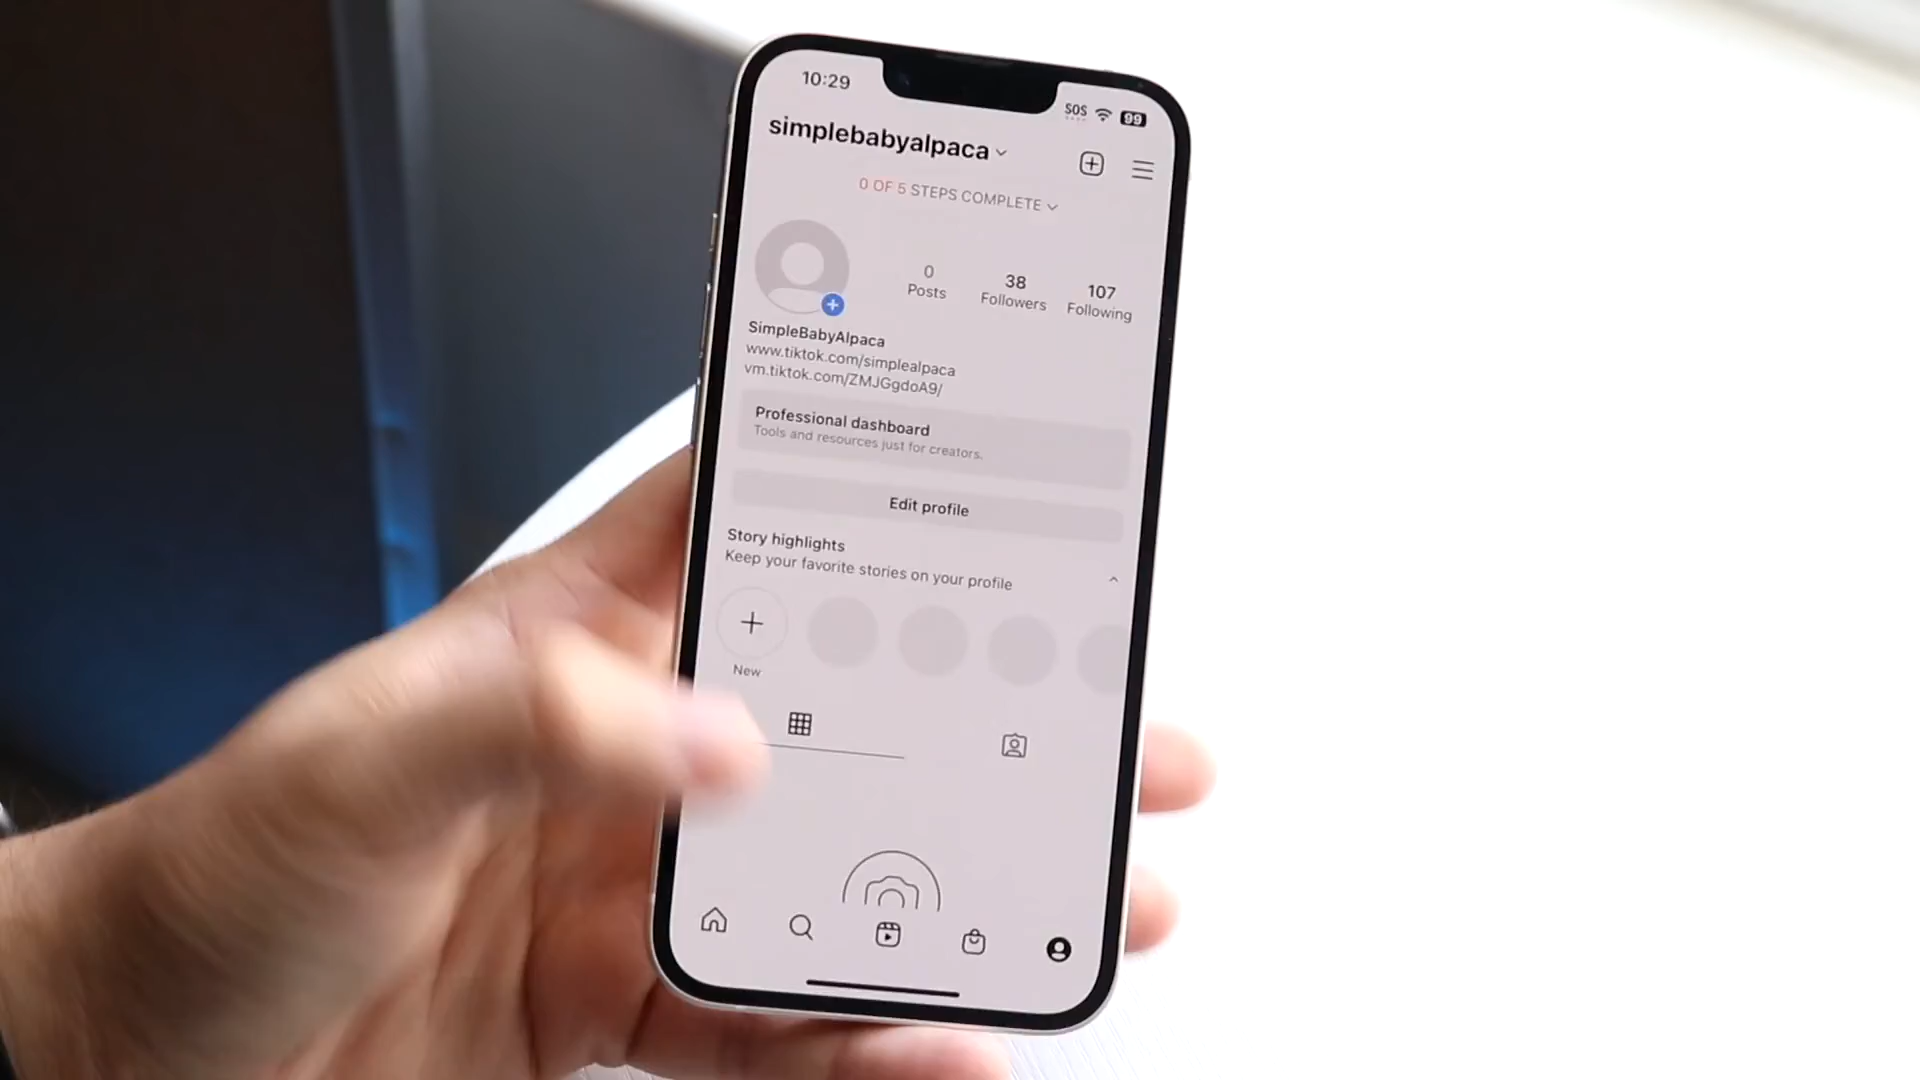 10:29
SOS 99
simplebabyalpaca
0 OF 5 STEPS COMPLETE
0 38 107
Posts Followers Following
SimpleBabyAlpaca
www.tiktok.com/simplealpaca
vm.tiktok.com/ZMJGgdoA9/
Professional dashboard
Tools and resources just for creators.
Edit profile
Story highlights
Keep your favorite stories on your profile
New